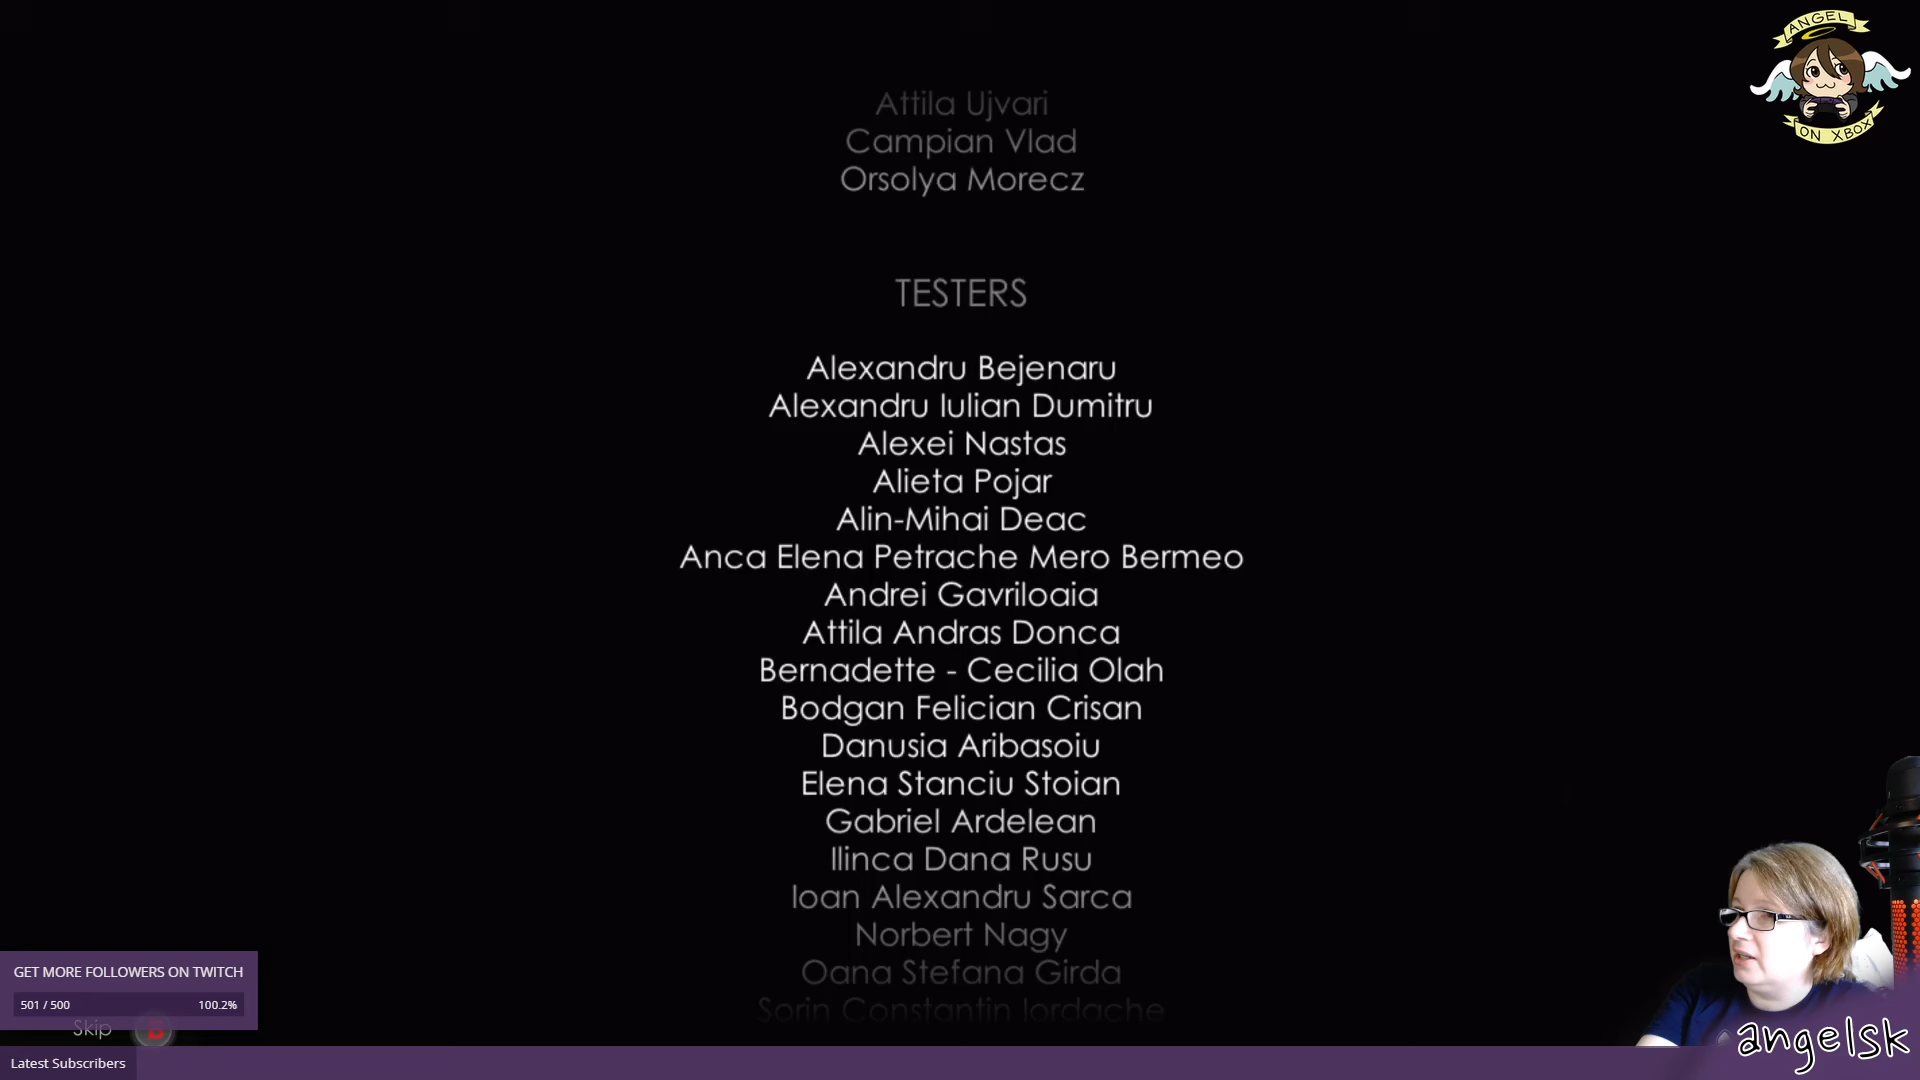 ANGEL
ON XBOX
Attila Ujvari
Campian Vlad
Orsolya Morecz
TESTERS
Alexandru Bejenaru
Alexandru Iulian Dumitru
Alexei Nastas
Alieta Pojar
Alin-Mihai Deac
Anca Elena Petrache Mero Bermeo
Andrei Gavriloaia
Attila Andras Donca
Bernadette - Cecilia Olah
Bodgan Felician Crisan
Danusia Aribasoiu
Elena Stanciu Stoian
Gabriel Ardelean
Ilinca Dana Rusu
Ioan Alexandru Sarca
Norbert Nagy
Oana Stefana Girda
Sorin Constantin Iordache
GET MORE FOLLOWERS ON TWITCH
501 / 500 100.2%
Skip B
Latest Subscribers
angelsk